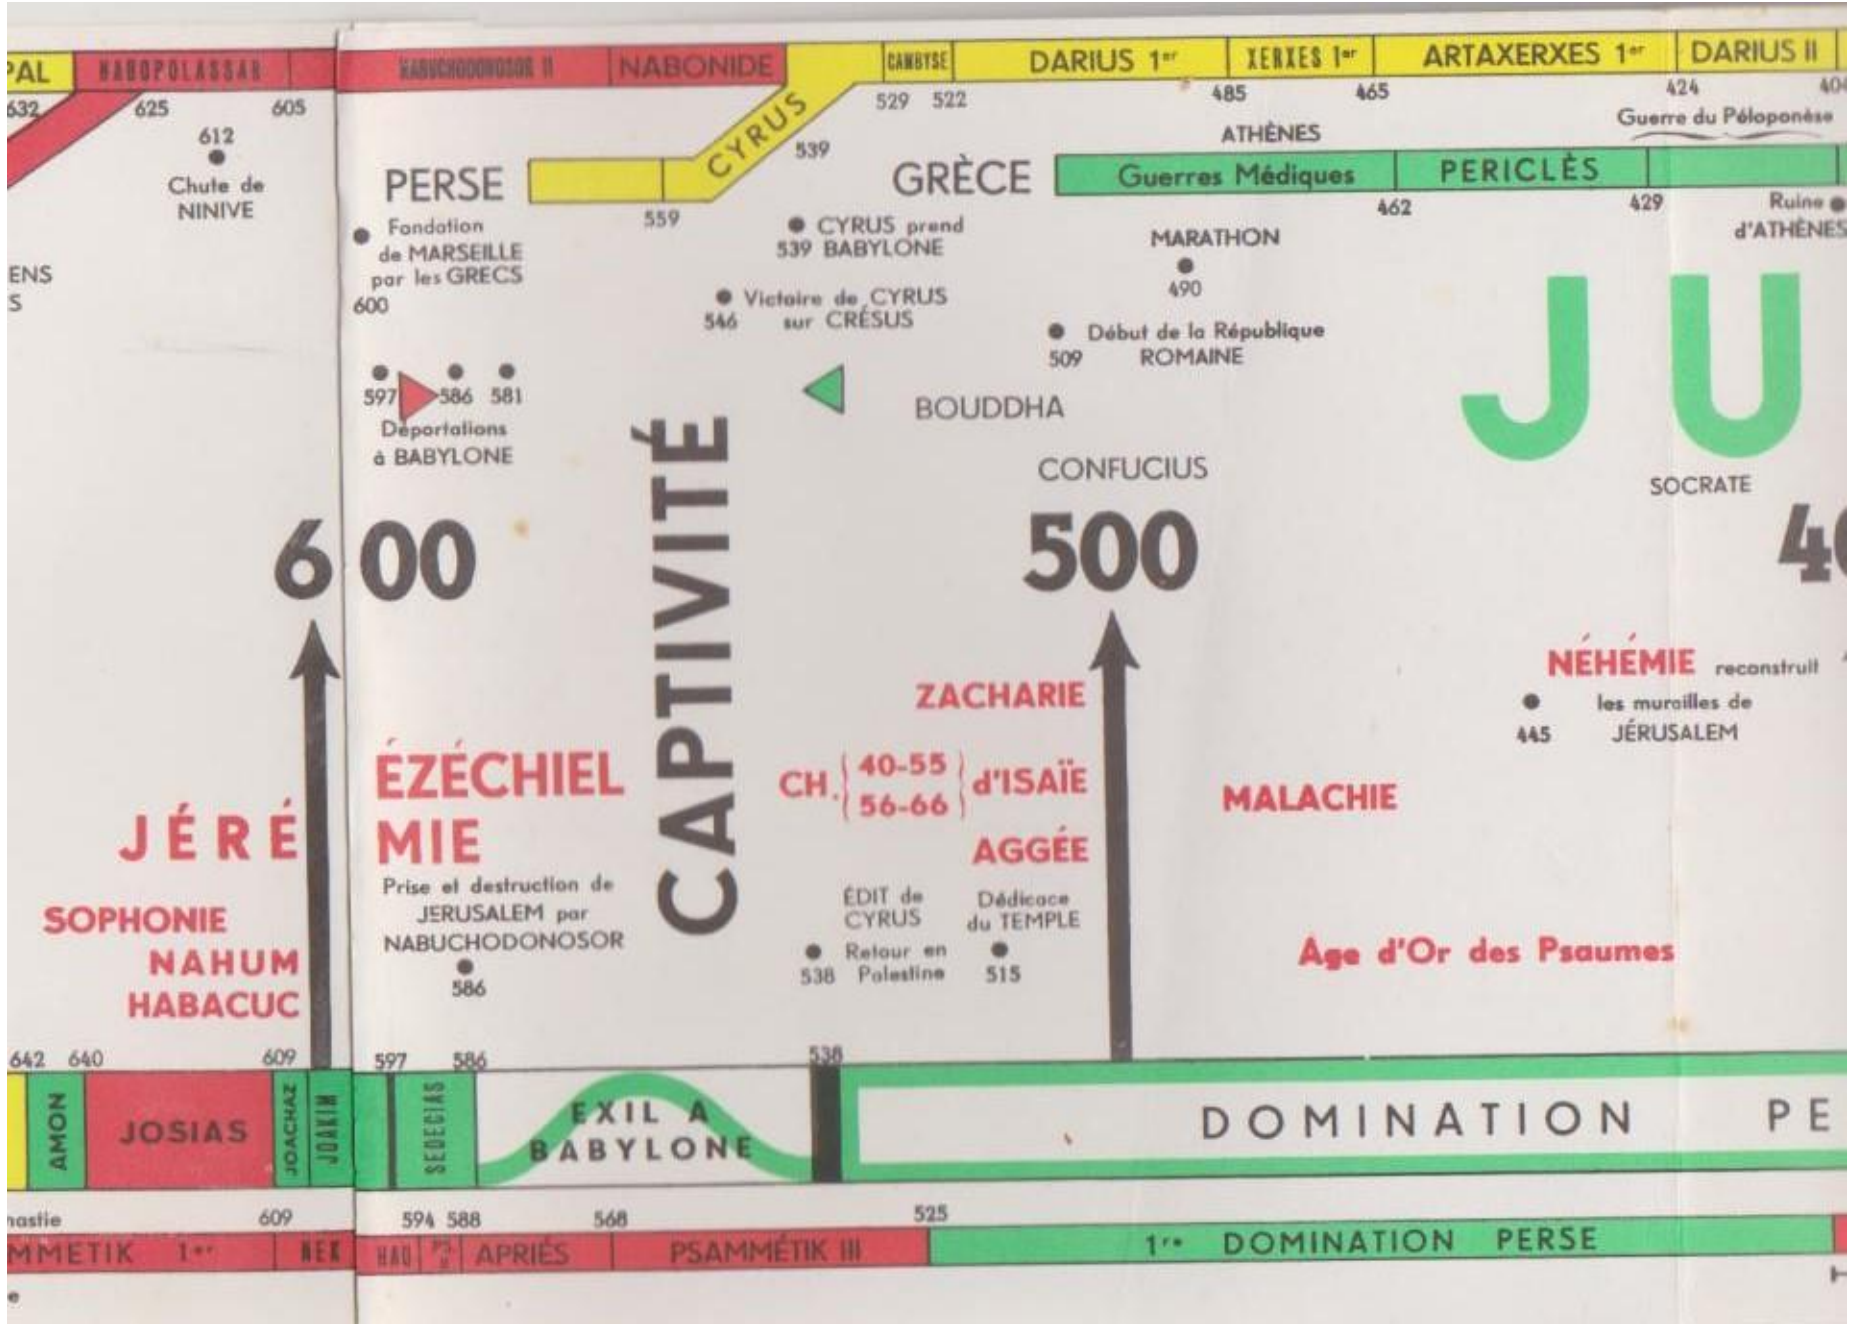 PAL NABOPOLASSAR NABUCHODONOSOR II NABONIDE CAMBYSE DARIUS 1er XERXES 1er ARTAXERXES 1er DARIUS II
632 625 605 529 522 485 465 424 404
CYRUS
539
612
Chute de
NINIVE
PERSE
559
GRÈCE
ATHÈNES
Guerres Médiques PERICLÈS
462 429
Guerre du Péloponèse
Ruine
d'ATHÈNES
ENS
S
Fondation
de MARSEILLE
par les GRECS
600
CYRUS prend
539 BABYLONE
Victoire de CYRUS
546 sur CRÉSUS
MARATHON
490
Début de la République
509 ROMAINE
597 586 581
Déportations
à BABYLONE
CAPTIVITÉ
BOUDDHA
CONFUCIUS
JU
SOCRATE
600 500 40
ZACHARIE
NÉHÉMIE reconstruit
les murailles de
445 JÉRUSALEM
ÉZÉCHIEL
JÉRÉMIE
CH. 40-55 d'ISAÏE
56-66
MALACHIE
AGGÉE
Prise et destruction de
JERUSALEM par
NABUCHODONOSOR
586
SOPHONIE
NAHUM
HABACUC
ÉDIT de
CYRUS
Retour en
538 Palestine
Dédicace
du TEMPLE
515
Âge d'Or des Psaumes
642 640 609 597 586 538
AMON JOSIAS JOACHAZ JOAKIM SEDECIAS
EXIL A
BABYLONE
DOMINATION PE
nastie 609 594 588 568 525
MMETIK 1er NEK HAO APRIÈS PSAMMÉTIK III 1re DOMINATION PERSE
e